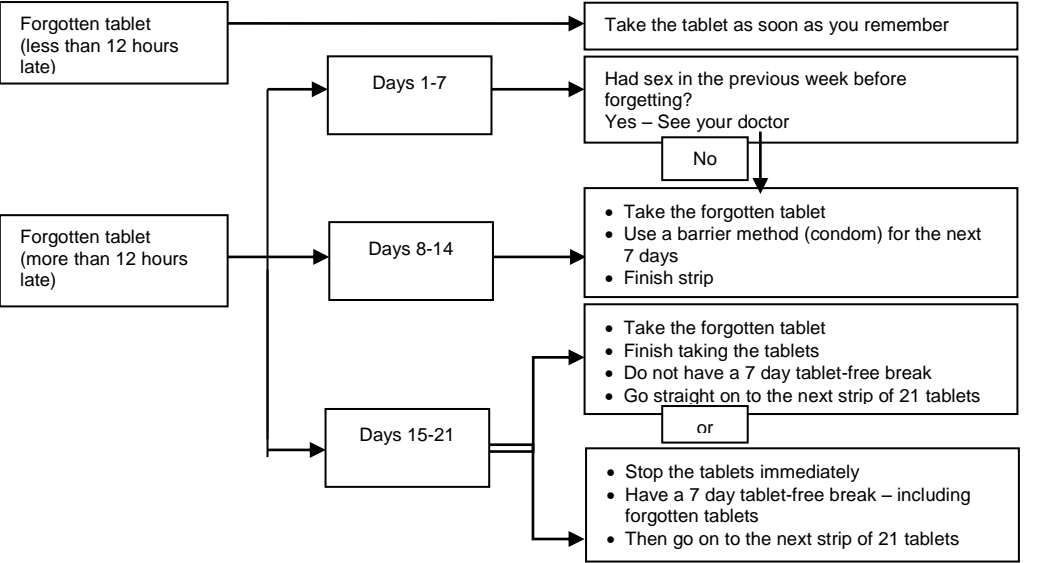 Forgotten tablet
(less than 12 hours
late)
Take the tablet as soon as you remember
Days 1-7
Had sex in the previous week before
forgetting?
Yes – See your doctor
No
Forgotten tablet
(more than 12 hours
late)
Days 8-14
• Take the forgotten tablet
• Use a barrier method (condom) for the next
7 days
• Finish strip
Days 15-21
• Take the forgotten tablet
• Finish taking the tablets
• Do not have a 7 day tablet-free break
• Go straight on to the next strip of 21 tablets
or
• Stop the tablets immediately
• Have a 7 day tablet-free break – including
forgotten tablets
• Then go on to the next strip of 21 tablets